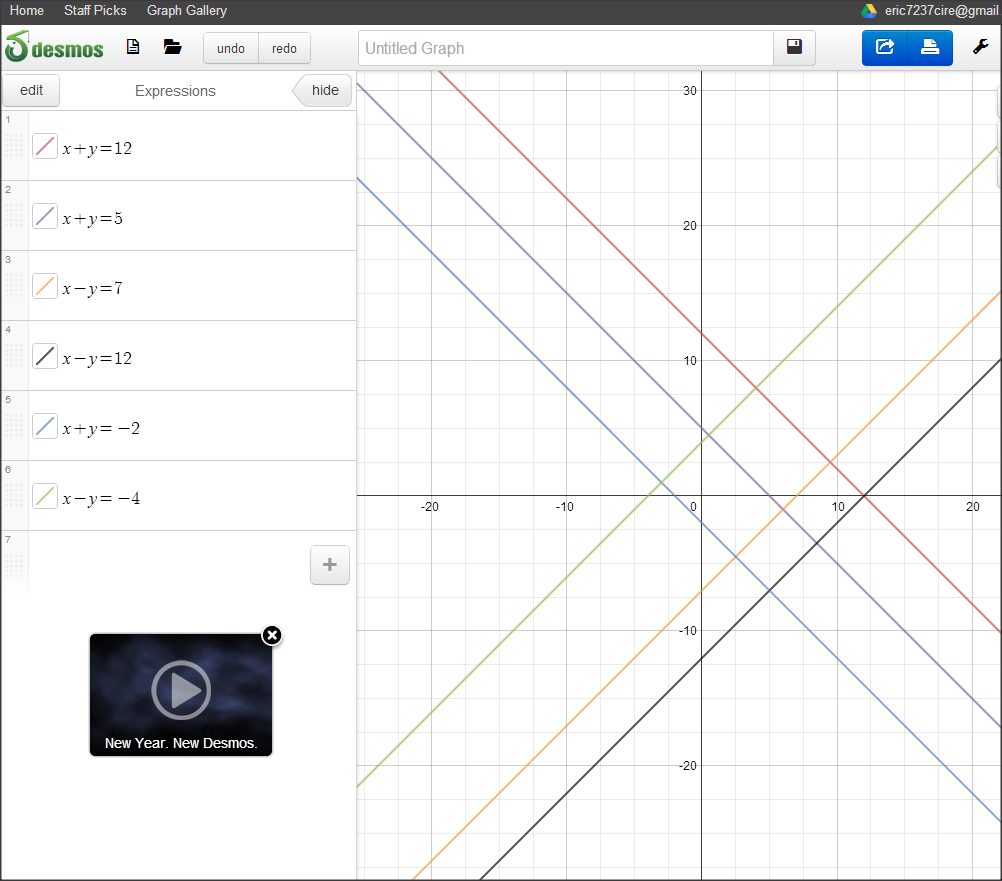 Home Staff Picks Graph Gallery eric7237cire@gmail
desmos undo redo Untitled Graph
edit Expressions hide
1
x+y=12
2
x+y=5
3
x−y=7
4
x−y=12
5
x+y=−2
6
x−y=−4
7
+
New Year. New Desmos.
30
20
10
-20 -10 0 10 20
-10
-20